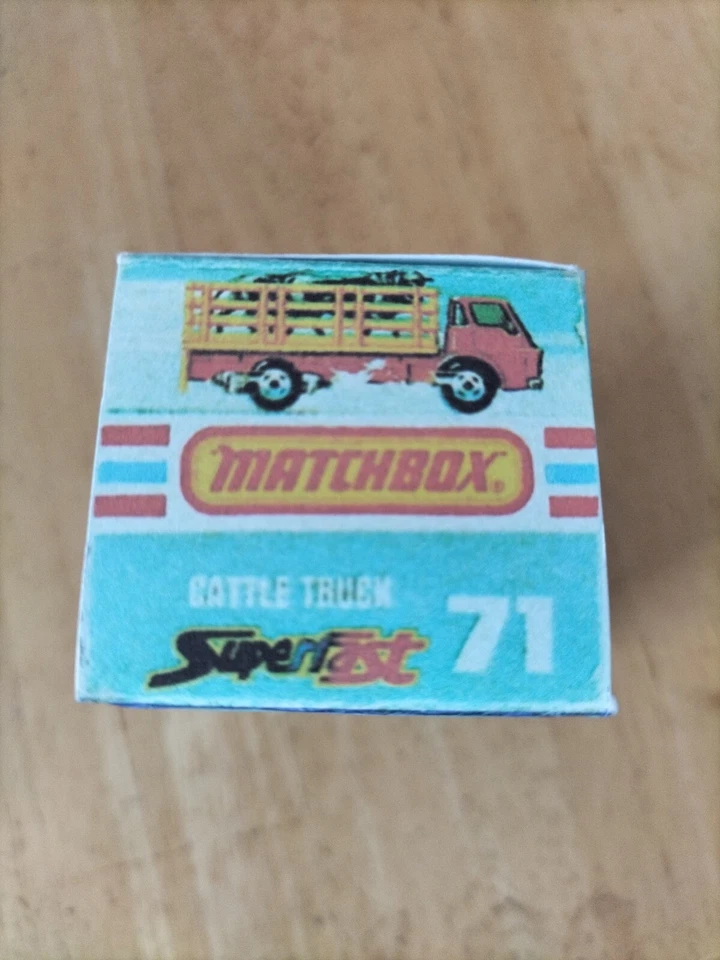 MATCHBOX®
CATTLE TRUCK
Superfast
71